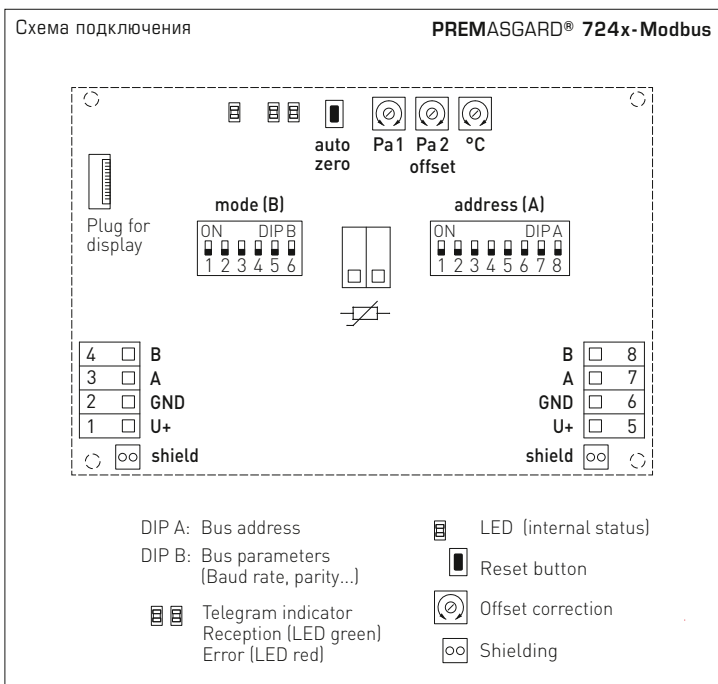 Схема подключения
PREMASGARD® 724x-Modbus
auto
zero
Pa 1 Pa 2 °C
offset
Plug for
display
mode (B)
ON DIP B
1 2 3 4 5 6
address (A)
ON DIP A
1 2 3 4 5 6 7 8
4 B
3 A
2 GND
1 U+
shield
B 8
A 7
GND 6
U+ 5
shield
DIP A: Bus address
DIP B: Bus parameters
(Baud rate, parity...)
Telegram indicator
Reception (LED green)
Error (LED red)
LED (internal status)
Reset button
Offset correction
Shielding